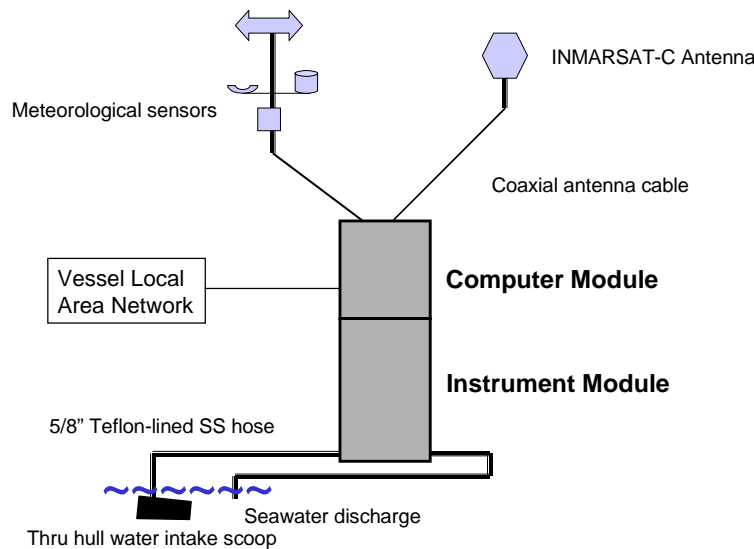 INMARSAT-C Antenna
Meteorological sensors
Coaxial antenna cable
Vessel Local
Area Network
Computer Module
Instrument Module
5/8” Teflon-lined SS hose
Seawater discharge
Thru hull water intake scoop